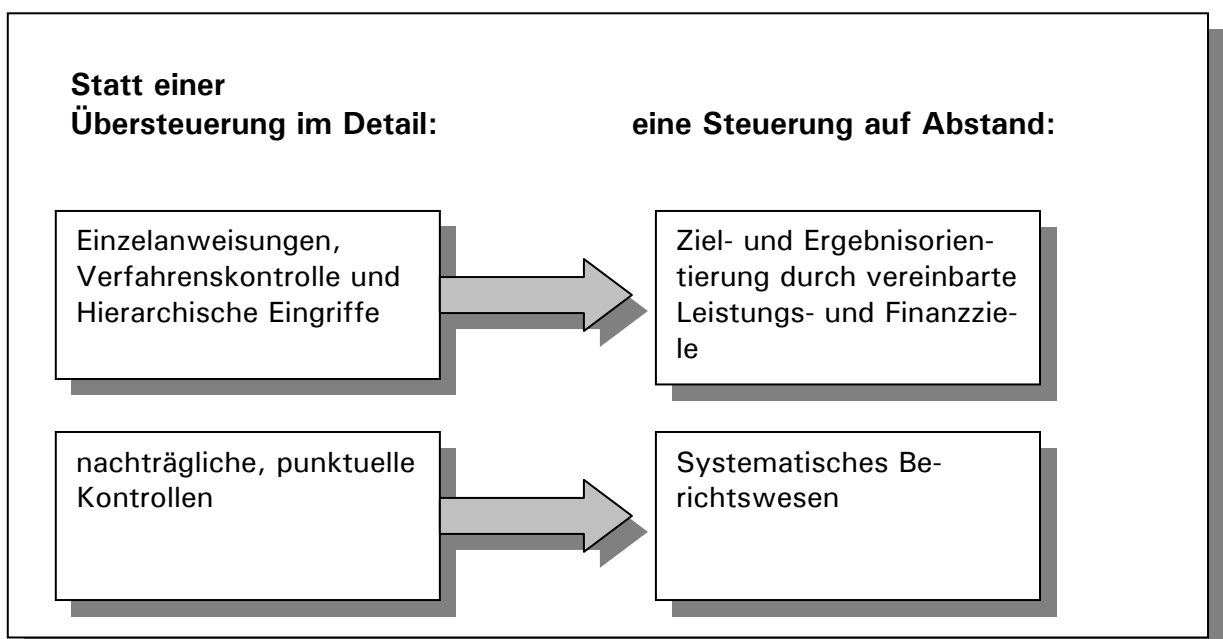 Statt einer
Übersteuerung im Detail:
eine Steuerung auf Abstand:
Einzelanweisungen,
Verfahrenskontrolle und
Hierarchische Eingriffe
Ziel- und Ergebnisorien-
tierung durch vereinbarte
Leistungs- und Finanzzie-
le
nachträgliche, punktuelle
Kontrollen
Systematisches Be-
richtswesen